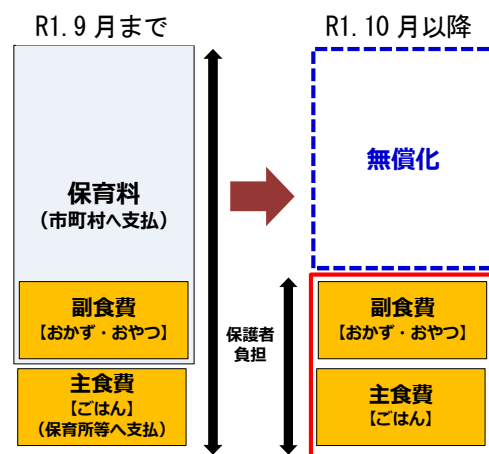 R1.9月まで
保育料
（市町村へ支払）
副食費
【おかず・おやつ】
主食費
【ごはん】
（保育所等へ支払）
保護者
負担
R1.10月以降
無償化
副食費
【おかず・おやつ】
主食費
【ごはん】